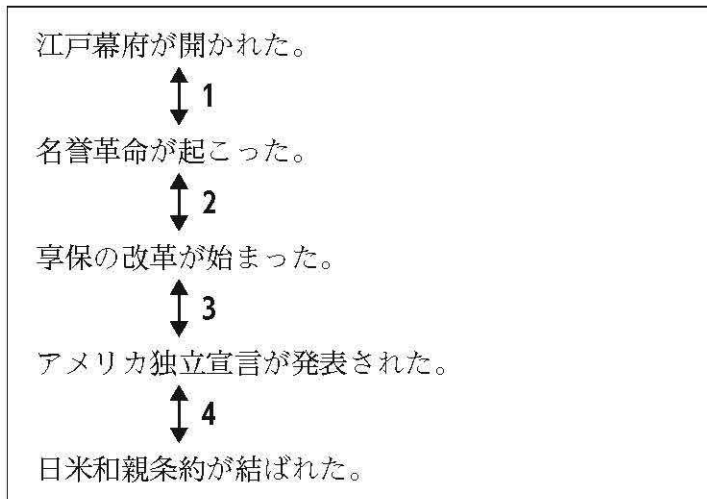 江戸幕府が開かれた。
1
名誉革命が起こった。
2
享保の改革が始まった。
3
アメリカ独立宣言が発表された。
4
日米和親条約が結ばれた。